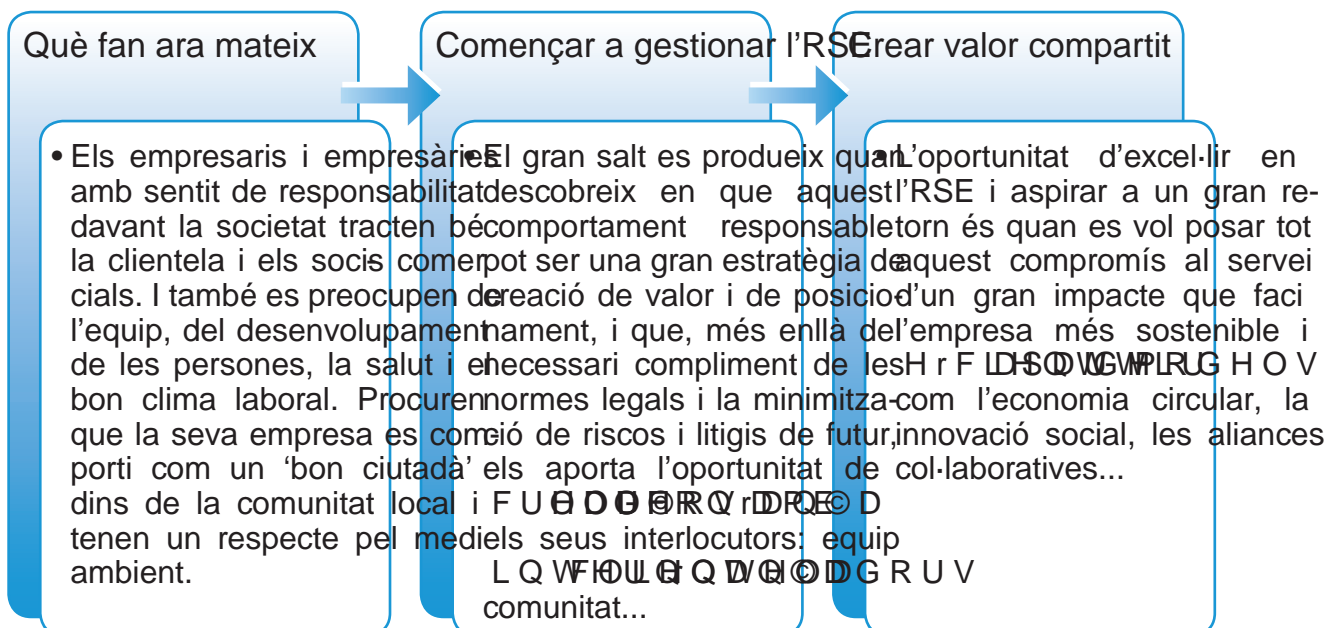 Què fan ara mateix
• Els empresaris i empresàries
amb sentit de responsabilitat
davant la societat tracten bé
la clientela i els socis comer-
cials. I també es preocupen de
l'equip, del desenvolupament
de les persones, la salut i el
bon clima laboral. Procuren
que la seva empresa es com-
porti com un 'bon ciutadà'
dins de la comunitat local i
tenen un respecte pel medi
ambient.
Començar a gestionar l'RSE
• El gran salt es produeix quan
descobreix en que aquest
comportament responsable
pot ser una gran estratègia de
creació de valor i de posicio-
nament, i que, més enllà del
necessari compliment de les
normes legals i la minimitza-
ció de riscos i litigis de futur,
els aporta l'oportunitat de
els seus interlocutors: equip
comunitat...
Crear valor compartit
• L'oportunitat d'excel·lir en
l'RSE i aspirar a un gran re-
torn és quan es vol posar tot
aquest compromís al servei
d'un gran impacte que faci
l'empresa més sostenible i
com l'economia circular, la
innovació social, les aliances
col·laboratives...